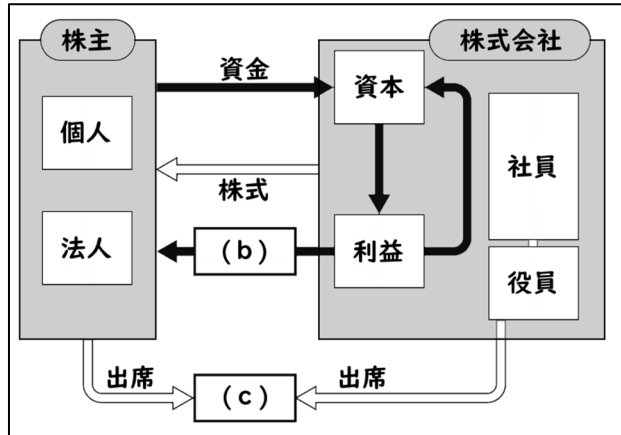 株主
株式会社
資金
資本
個人
社員
株式
法人
(b)
利益
役員
出席
出席
(c)